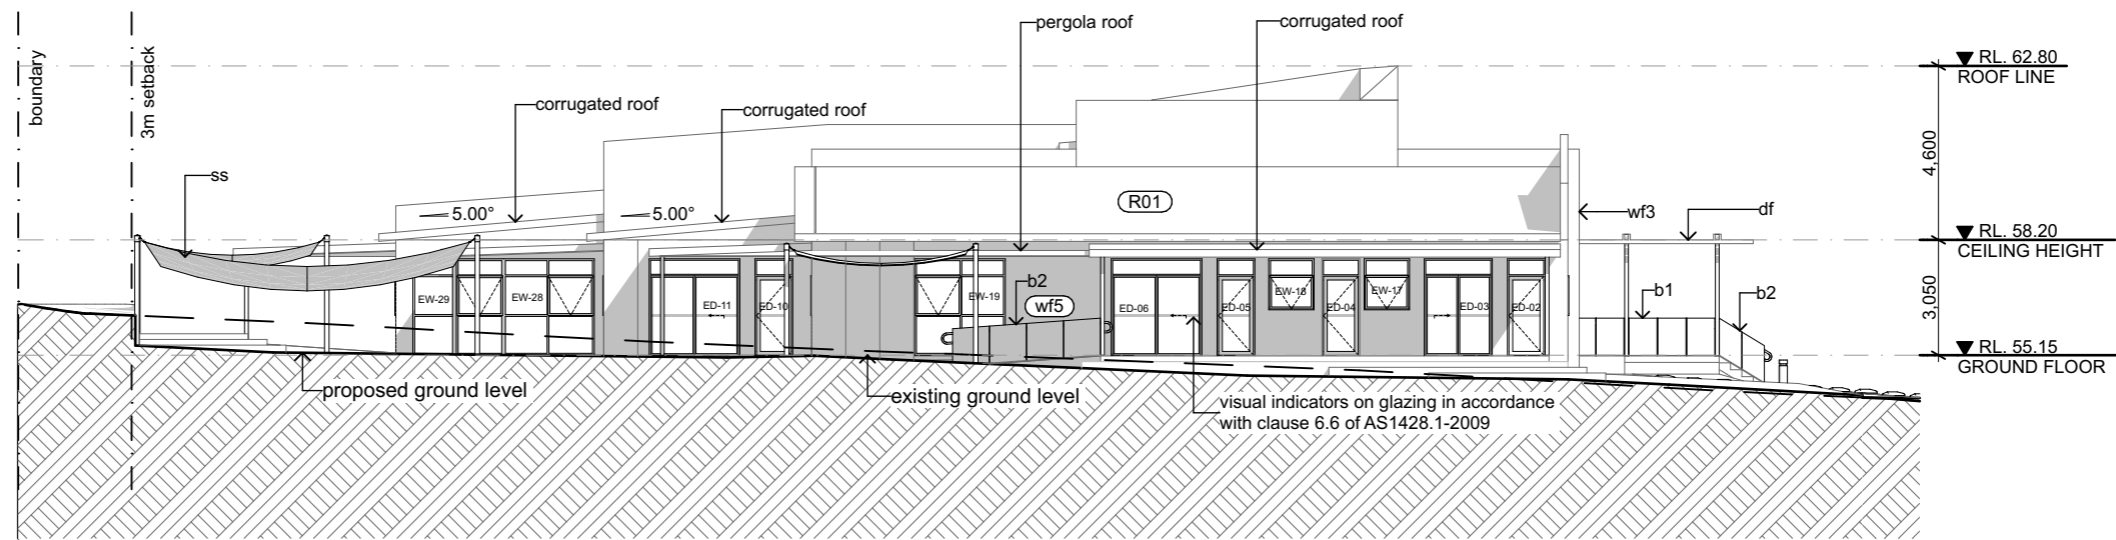 boundary
3m setback
pergola roof
corrugated roof
RL. 62.80
ROOF LINE
corrugated roof
corrugated roof
4,600
ss
5.00°
5.00°
R01
wf3
df
RL. 58.20
CEILING HEIGHT
EW-29
EW-28
ED-11
ED-10
EW-19
b2
wf5
ED-06
ED-05
EW-18
ED-04
EW-17
ED-03
ED-02
b1
b2
3,050
RL. 55.15
GROUND FLOOR
proposed ground level
existing ground level
visual indicators on glazing in accordance
with clause 6.6 of AS1428.1-2009